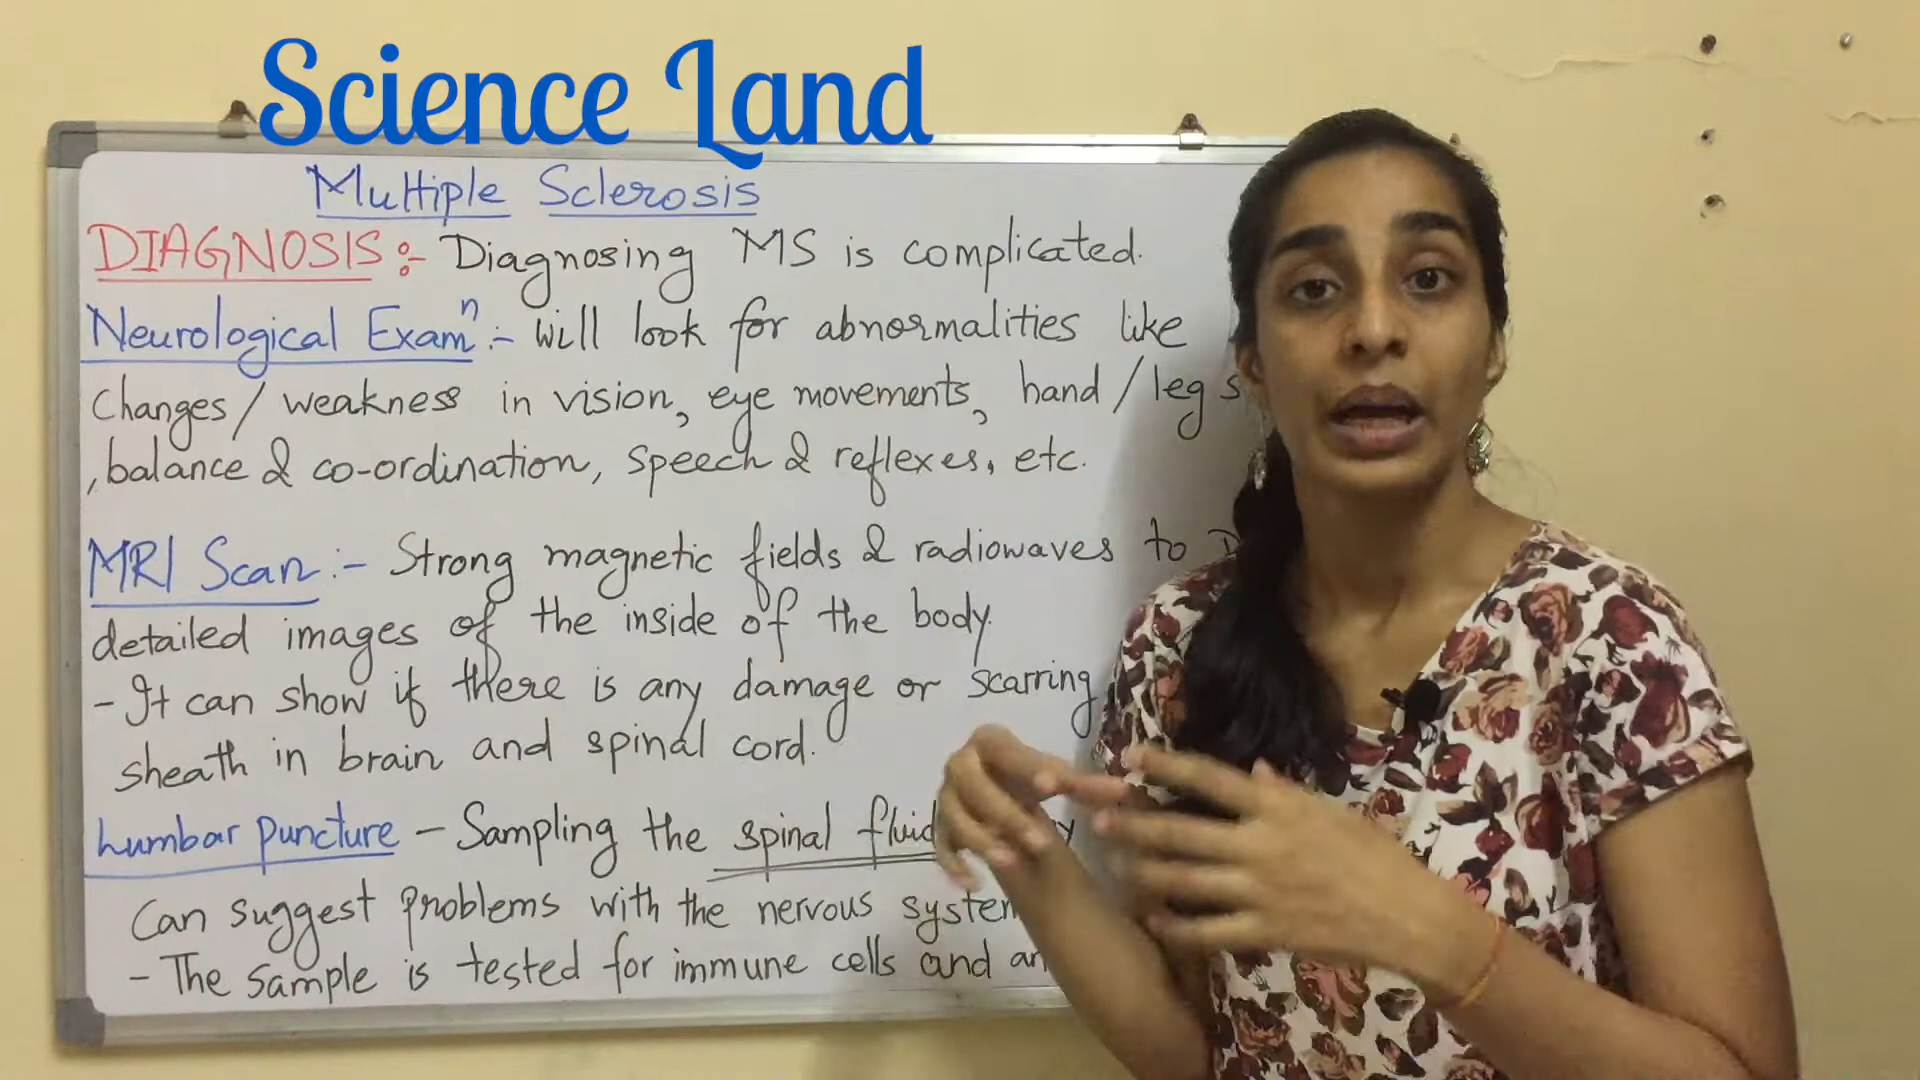 Science Land
Multiple Sclerosis
DIAGNOSIS :- Diagnosing MS is complicated.
Neurological Examⁿ :- Will look for abnormalities like
changes / weakness in vision, eye movements, hand / legs
, balance & co-ordination, speech & reflexes, etc.
MRI Scan :- Strong magnetic fields & radiowaves to
detailed images of the inside of the body.
- It can show if there is any damage or scarring
sheath in brain and spinal cord.
Lumbar puncture - Sampling the spinal fluid
Can suggest problems with the nervous system
- The sample is tested for immune cells and